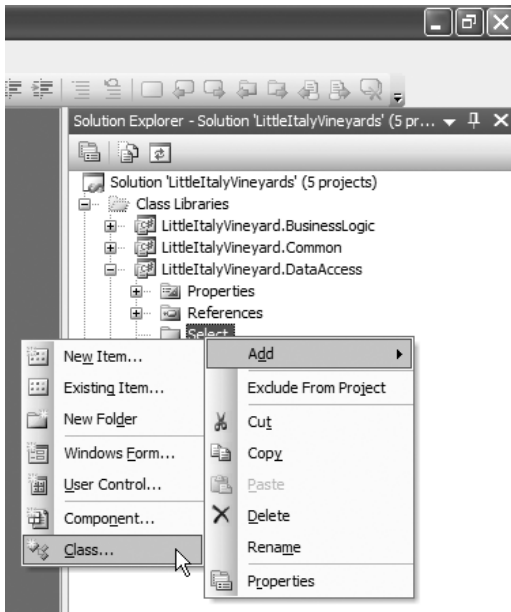 Solution Explorer - Solution 'LittleItalyVineyards' (5 pr...
Solution 'LittleItalyVineyards' (5 projects)
Class Libraries
LittleItalyVineyard.BusinessLogic
LittleItalyVineyard.Common
LittleItalyVineyard.DataAccess
Properties
References
Select
Add
Exclude From Project
Cut
Copy
Paste
Delete
Rename
Properties
New Item...
Existing Item...
New Folder
Windows Form...
User Control...
Component...
Class...